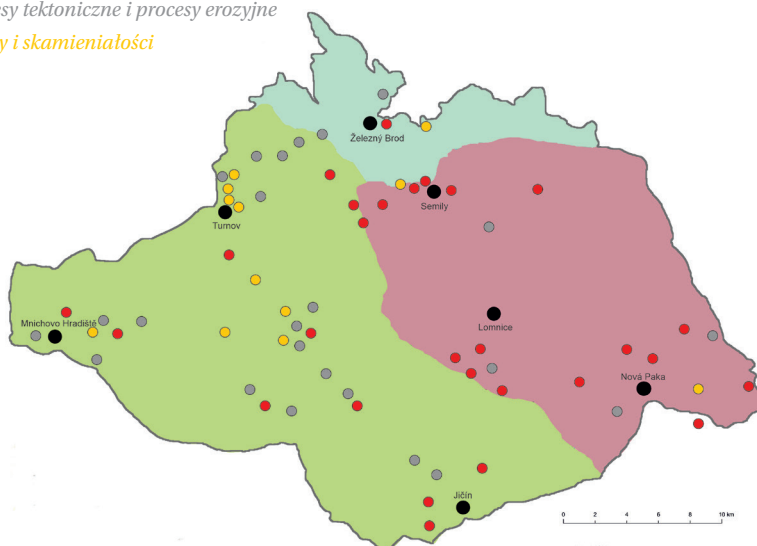 sy tektoniczne i procesy erozyjne
y i skamieniałości
Železný Brod
Semily
Turnov
Mnichovo Hradiště
Lomnice
Nová Paka
Jičín
0 2 4 6 8 10 km